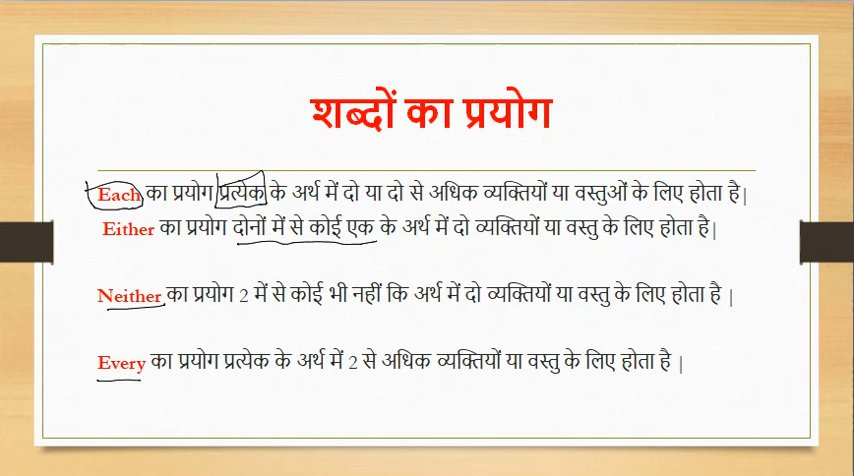 शब्दों का प्रयोग
Each का प्रयोग प्रत्येक के अर्थ में दो या दो से अधिक व्यक्तियों या वस्तुओं के लिए होता है|
Either का प्रयोग दोनों में से कोई एक के अर्थ में दो व्यक्तियों या वस्तु के लिए होता है|
Neither का प्रयोग 2 में से कोई भी नहीं कि अर्थ में दो व्यक्तियों या वस्तु के लिए होता है |
Every का प्रयोग प्रत्येक के अर्थ में 2 से अधिक व्यक्तियों या वस्तु के लिए होता है |